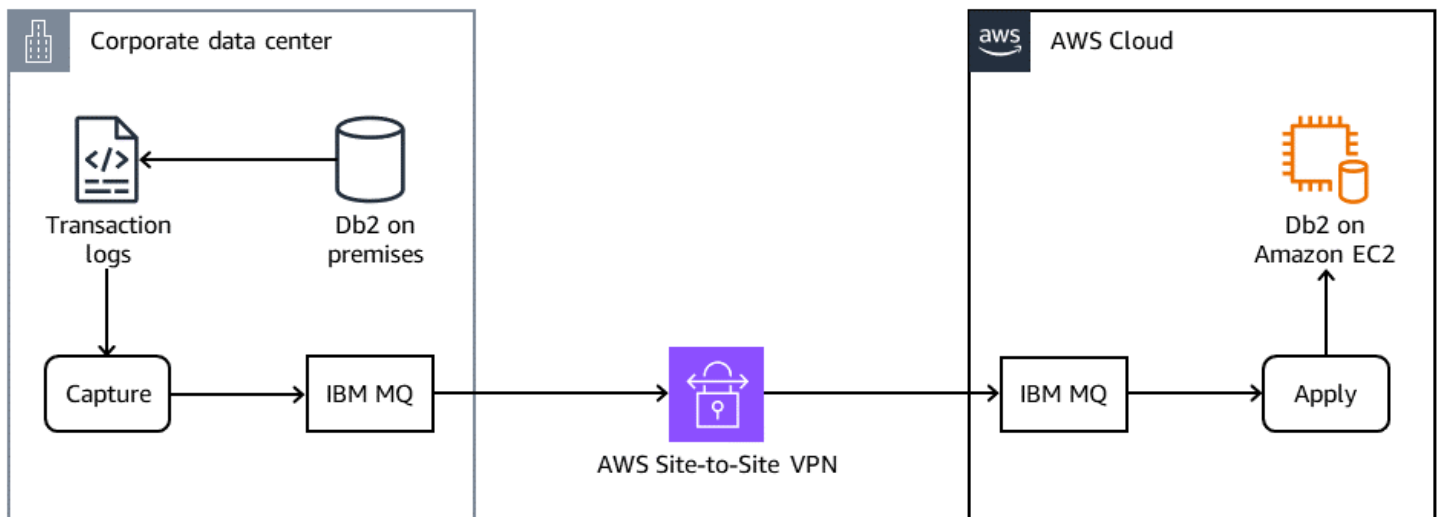 Corporate data center
aws
AWS Cloud
</>
Transaction
logs
Db2 on
premises
Db2 on
Amazon EC2
Capture
IBM MQ
AWS Site-to-Site VPN
IBM MQ
Apply